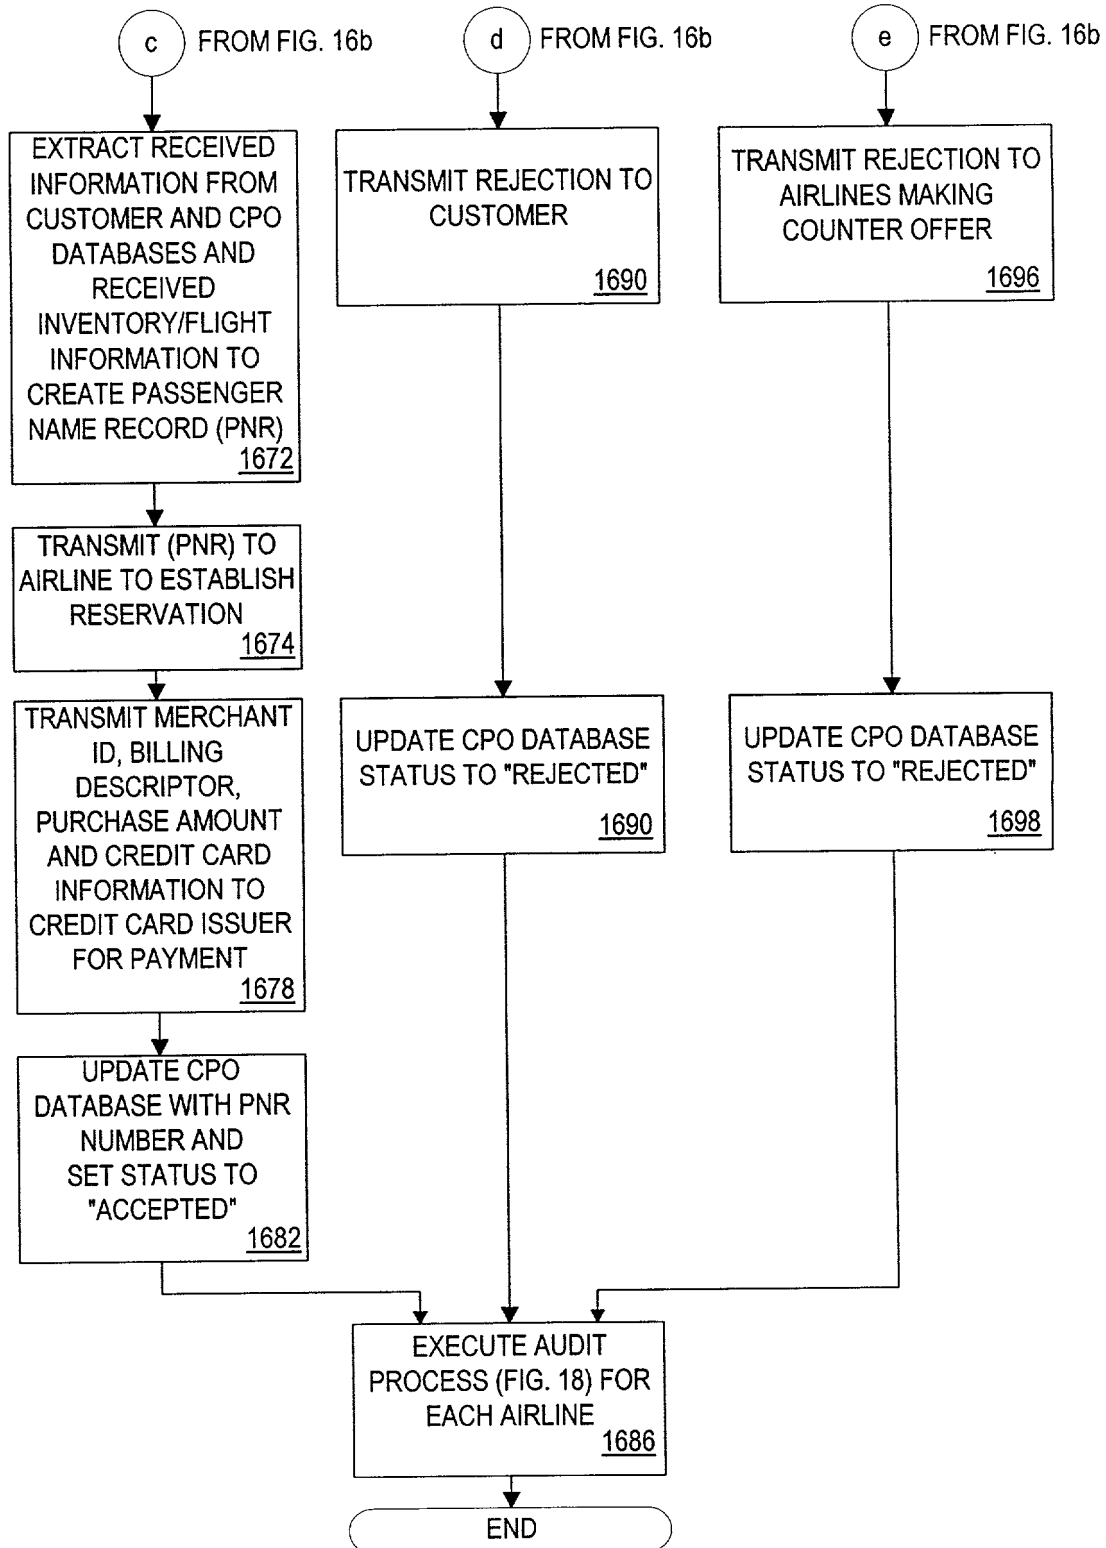 c FROM FIG. 16b
d FROM FIG. 16b
e FROM FIG. 16b
EXTRACT RECEIVED
INFORMATION FROM
CUSTOMER AND CPO
DATABASES AND
RECEIVED
INVENTORY/FLIGHT
INFORMATION TO
CREATE PASSENGER
NAME RECORD (PNR)
1672
TRANSMIT (PNR) TO
AIRLINE TO ESTABLISH
RESERVATION
1674
TRANSMIT MERCHANT
ID, BILLING
DESCRIPTOR,
PURCHASE AMOUNT
AND CREDIT CARD
INFORMATION TO
CREDIT CARD ISSUER
FOR PAYMENT
1678
UPDATE CPO
DATABASE WITH PNR
NUMBER AND
SET STATUS TO
"ACCEPTED"
1682
TRANSMIT REJECTION TO
CUSTOMER
1690
UPDATE CPO DATABASE
STATUS TO "REJECTED"
1690
TRANSMIT REJECTION TO
AIRLINES MAKING
COUNTER OFFER
1696
UPDATE CPO DATABASE
STATUS TO "REJECTED"
1698
EXECUTE AUDIT
PROCESS (FIG. 18) FOR
EACH AIRLINE
1686
END